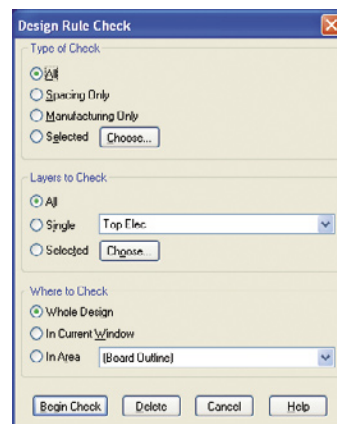 Design Rule Check
Type of Check
All
Spacing Only
Manufacturing Only
Selected Choose...
Layers to Check
All
Single Top Elec
Selected Choose...
Where to Check
Whole Design
In Current Window
In Area (Board Outline)
Begin Check Delete Cancel Help